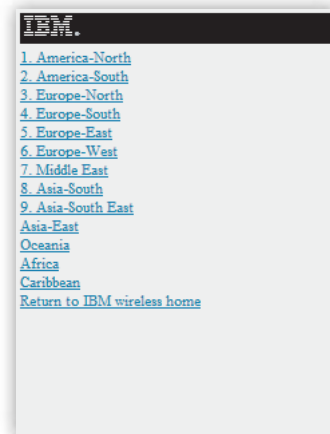 IBM.
1. America-North
2. America-South
3. Europe-North
4. Europe-South
5. Europe-East
6. Europe-West
7. Middle East
8. Asia-South
9. Asia-South East
Asia-East
Oceania
Africa
Caribbean
Return to IBM wireless home